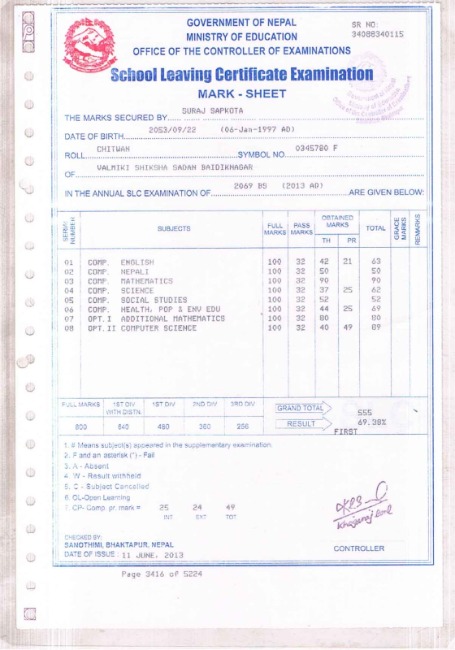 GOVERNMENT OF NEPAL
MINISTRY OF EDUCATION
OFFICE OF THE CONTROLLER OF EXAMINATIONS
SR NO:
34088340115
School Leaving Certificate Examination
MARK - SHEET
THE MARKS SECURED BY SURAJ SAPKOTA
DATE OF BIRTH 2053/09/22 (06-Jan-1997 AD)
ROLL CHITWAN SYMBOL NO 0345780 F
OF VALMIKI SHIKSHA SADAN BAIDIKNAGAR
IN THE ANNUAL SLC EXAMINATION OF 2069 BS (2013 AD) ARE GIVEN BELOW:
SERIAL NUMBER SUBJECTS FULL MARKS PASS MARKS OBTAINED MARKS TH PR TOTAL GRACE MARKS REMARKS
01 COMP. ENGLISH 100 32 42 21 63
02 COMP. NEPALI 100 32 50 50
03 COMP. MATHEMATICS 100 32 90 90
04 COMP. SCIENCE 100 32 37 25 62
05 COMP. SOCIAL STUDIES 100 32 52 52
06 COMP. HEALTH, POP & ENV EDU 100 32 44 25 69
07 OPT.I ADDITIONAL MATHEMATICS 100 32 80 80
08 OPT.II COMPUTER SCIENCE 100 32 40 49 89
FULL MARKS 1ST DIV WITH DISTN. 1ST DIV 2ND DIV 3RD DIV
800 640 480 360 256
GRAND TOTAL 555
RESULT 69.38%
FIRST
1. # Means subject(s) appeared in the supplementary examination.
2. F and an asterisk (*) - Fail
3. A - Absent
4. W - Result withheld
5. C - Subject Cancelled
6. OL-Open Learning
7. CP- Comp. pr. mark = 25 24 49
INT EXT TOT
CHECKED BY:
SANOTHIMI, BHAKTAPUR, NEPAL
DATE OF ISSUE : 11 JUNE, 2013
CONTROLLER
Page 3416 of 5224